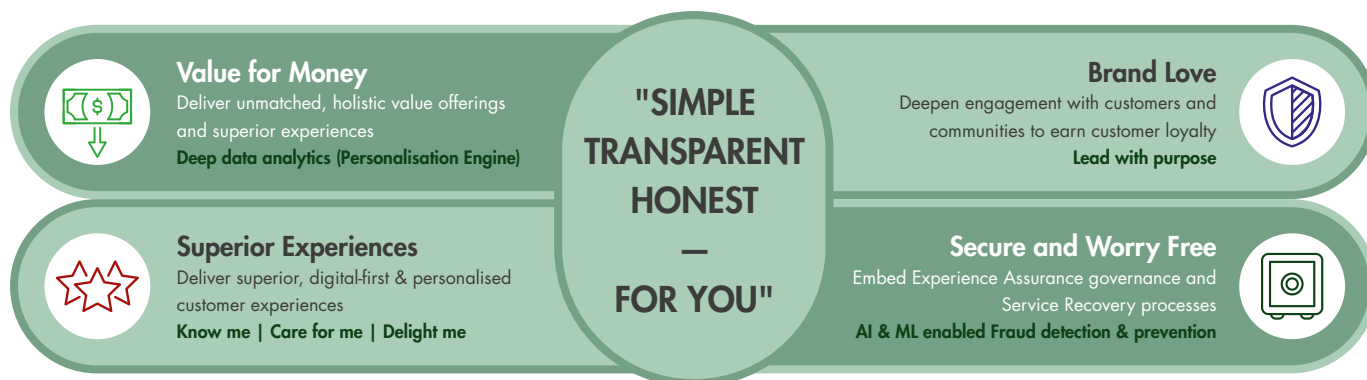 Value for Money
Deliver unmatched, holistic value offerings
and superior experiences
Deep data analytics (Personalisation Engine)
Superior Experiences
Deliver superior, digital-first & personalised
customer experiences
Know me | Care for me | Delight me
"SIMPLE
TRANSPARENT
HONEST
—
FOR YOU"
Brand Love
Deepen engagement with customers and
communities to earn customer loyalty
Lead with purpose
Secure and Worry Free
Embed Experience Assurance governance and
Service Recovery processes
AI & ML enabled Fraud detection & prevention
$